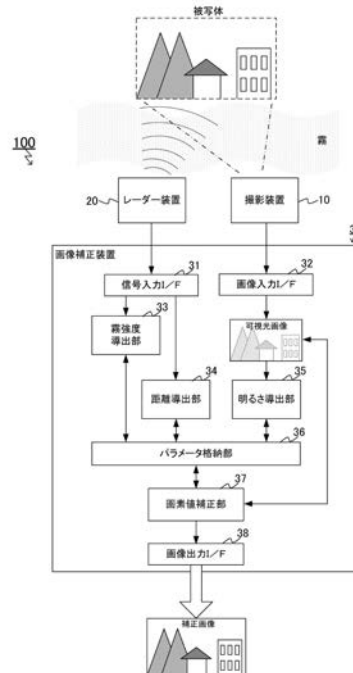 被写体
100
霧
20
レーダー装置
撮影装置
10
画像補正装置
31
信号入力I/F
32
画像入力I/F
33
霧強度
導出部
可視光画像
34
距離導出部
35
明るさ導出部
36
パラメータ格納部
37
画素値補正部
38
画像出力I/F
補正画像